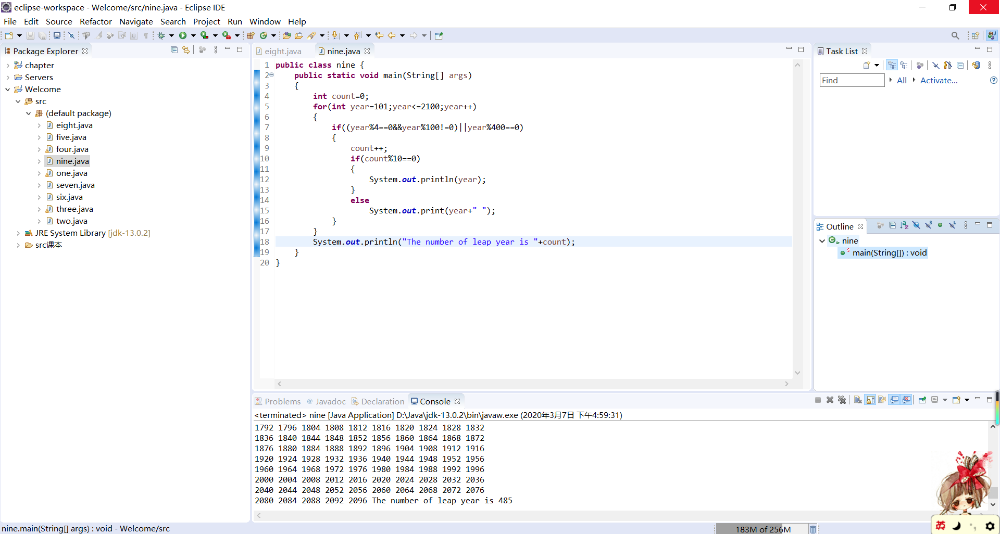 eclipse-workspace - Welcome/src/nine.java - Eclipse IDE
File Edit Source Refactor Navigate Search Project Run Window Help
Package Explorer
chapter
Servers
Welcome
src
(default package)
eight.java
five.java
four.java
nine.java
one.java
seven.java
six.java
three.java
two.java
JRE System Library [jdk-13.0.2]
src课本
eight.java nine.java
1 public class nine {
2 public static void main(String[] args)
3 {
4 int count=0;
5 for(int year=101;year<=2100;year++)
6 {
7 if((year%4==0&&year%100!=0)||year%400==0)
8 {
9 count++;
10 if(count%10==0)
11 {
12 System.out.println(year);
13 }
14 else
15 System.out.print(year+" ");
16 }
17 }
18 System.out.println("The number of leap year is "+count);
19 }
20 }
Task List
Find All Activate...
Outline
nine
main(String[]) : void
Problems @ Javadoc Declaration Console
<terminated> nine [Java Application] D:\Java\jdk-13.0.2\bin\javaw.exe (2020年3月7日 下午4:59:31)
1792 1796 1804 1808 1812 1816 1820 1824 1828 1832
1836 1840 1844 1848 1852 1856 1860 1864 1868 1872
1876 1880 1884 1888 1892 1896 1904 1908 1912 1916
1920 1924 1928 1932 1936 1940 1944 1948 1952 1956
1960 1964 1968 1972 1976 1980 1984 1988 1992 1996
2000 2004 2008 2012 2016 2020 2024 2028 2032 2036
2040 2044 2048 2052 2056 2060 2064 2068 2072 2076
2080 2084 2088 2092 2096 The number of leap year is 485
英
nine.main(String[] args) : void - Welcome/src
183M of 256M